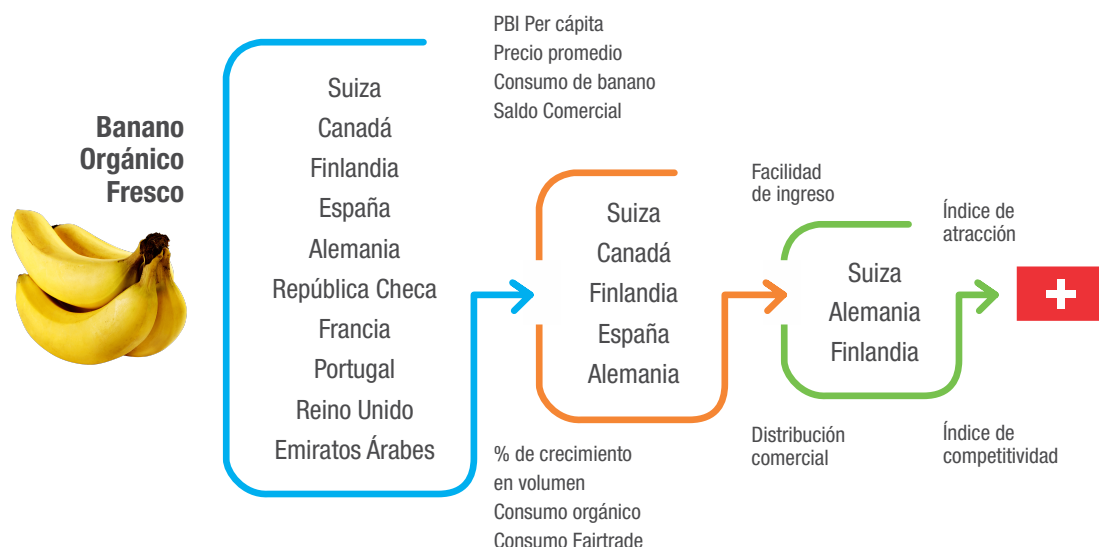 Banano
Orgánico
Fresco
Suiza
Canadá
Finlandia
España
Alemania
República Checa
Francia
Portugal
Reino Unido
Emiratos Árabes
PBI Per cápita
Precio promedio
Consumo de banano
Saldo Comercial
% de crecimiento
en volumen
Consumo orgánico
Consumo Fairtrade
Suiza
Canadá
Finlandia
España
Alemania
Facilidad
de ingreso
Distribución
comercial
Suiza
Alemania
Finlandia
Índice de
atracción
Índice de
competitividad